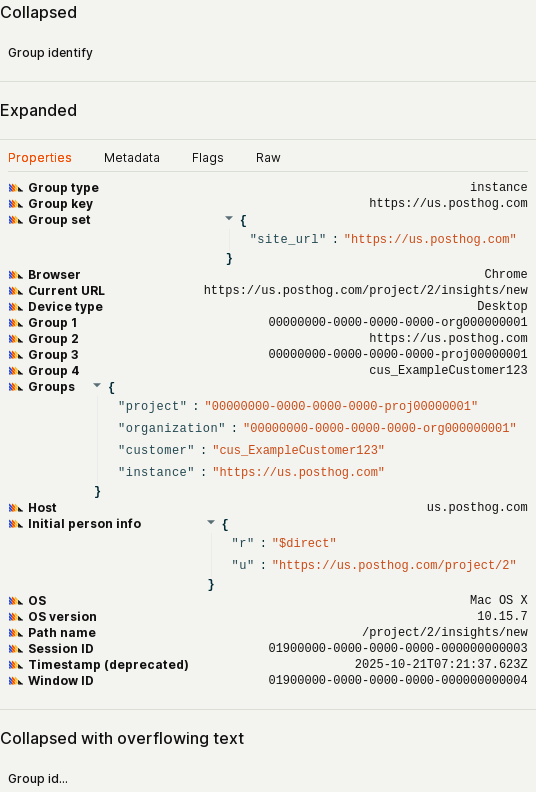 Collapsed
Group identify
Expanded
Properties Metadata Flags Raw
Group type instance
Group key https://us.posthog.com
Group set {
"site_url" : "https://us.posthog.com"
}
Browser Chrome
Current URL https://us.posthog.com/project/2/insights/new
Device type Desktop
Group 1 00000000-0000-0000-0000-org000000001
Group 2 https://us.posthog.com
Group 3 00000000-0000-0000-0000-proj00000001
Group 4 cus_ExampleCustomer123
Groups {
"project" : "00000000-0000-0000-0000-proj00000001"
"organization" : "00000000-0000-0000-0000-org000000001"
"customer" : "cus_ExampleCustomer123"
"instance" : "https://us.posthog.com"
}
Host us.posthog.com
Initial person info {
"r" : "$direct"
"u" : "https://us.posthog.com/project/2"
}
OS Mac OS X
OS version 10.15.7
Path name /project/2/insights/new
Session ID 01900000-0000-0000-0000-000000000003
Timestamp (deprecated) 2025-10-21T07:21:37.623Z
Window ID 01900000-0000-0000-0000-000000000004
Collapsed with overflowing text
Group id...